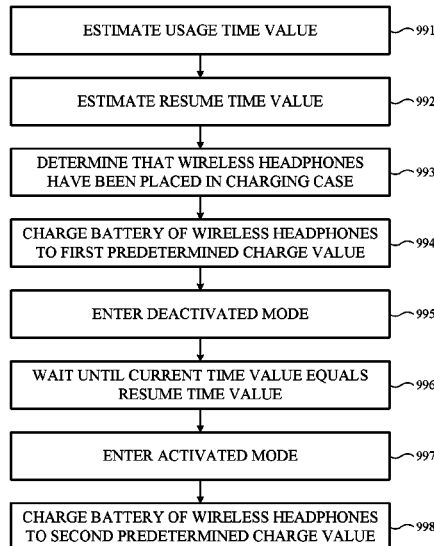 ESTIMATE USAGE TIME VALUE 991
ESTIMATE RESUME TIME VALUE 992
DETERMINE THAT WIRELESS HEADPHONES
HAVE BEEN PLACED IN CHARGING CASE 993
CHARGE BATTERY OF WIRELESS HEADPHONES
TO FIRST PREDETERMINED CHARGE VALUE 994
ENTER DEACTIVATED MODE 995
WAIT UNTIL CURRENT TIME VALUE EQUALS
RESUME TIME VALUE 996
ENTER ACTIVATED MODE 997
CHARGE BATTERY OF WIRELESS HEADPHONES
TO SECOND PREDETERMINED CHARGE VALUE 998